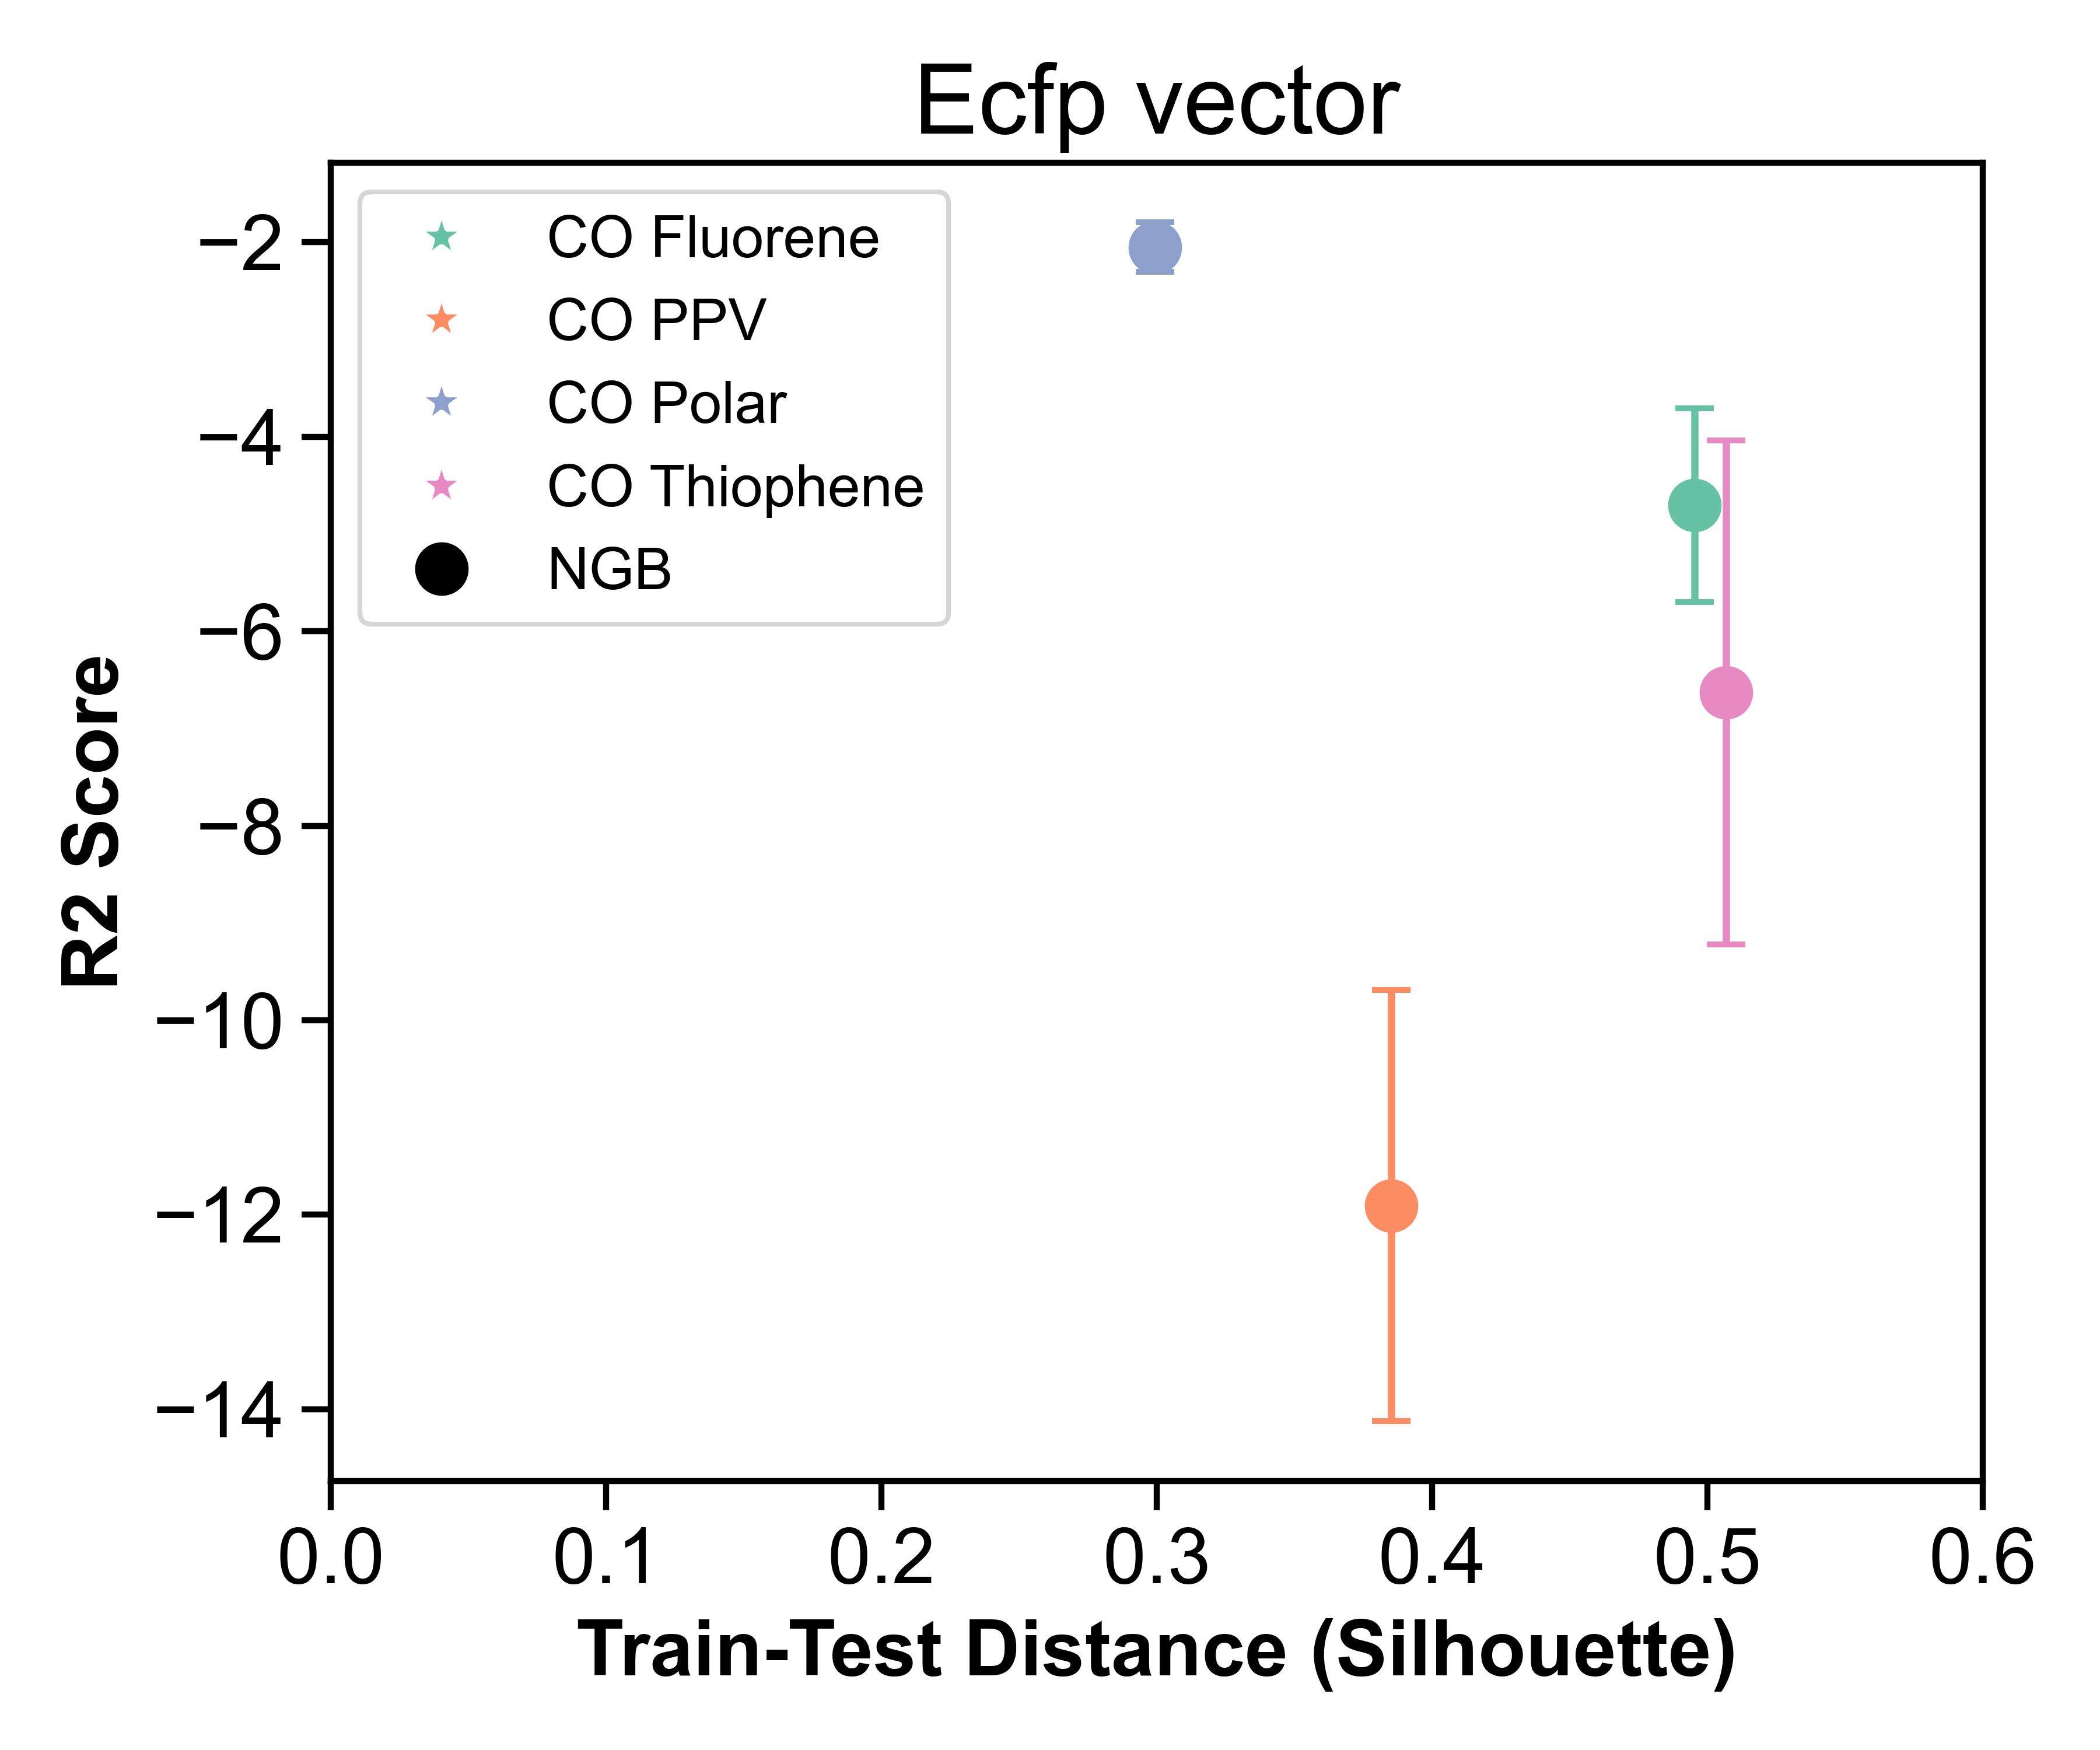 Ecfp vector
CO Fluorene
CO PPV
CO Polar
CO Thiophene
NGB
R2 Score
−2
−4
−6
−8
−10
−12
−14
0.0 0.1 0.2 0.3 0.4 0.5 0.6
Train-Test Distance (Silhouette)